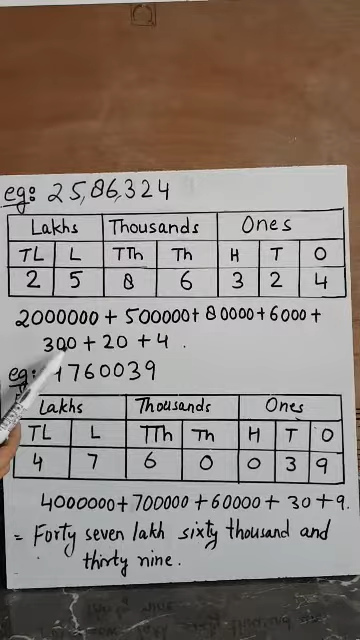 eg: 25,86,324
Lakhs Thousands Ones
TL L TTh Th H T O
2 5 8 6 3 2 4
2000000 + 500000 + 80000 + 6000 +
300 + 20 + 4 .
eg: 4760039
Lakhs Thousands Ones
TL L TTh Th H T O
4 7 6 0 0 3 9
4000000 + 700000 + 60000 + 30 + 9.
= Forty seven lakh sixty thousand and
thirty nine.